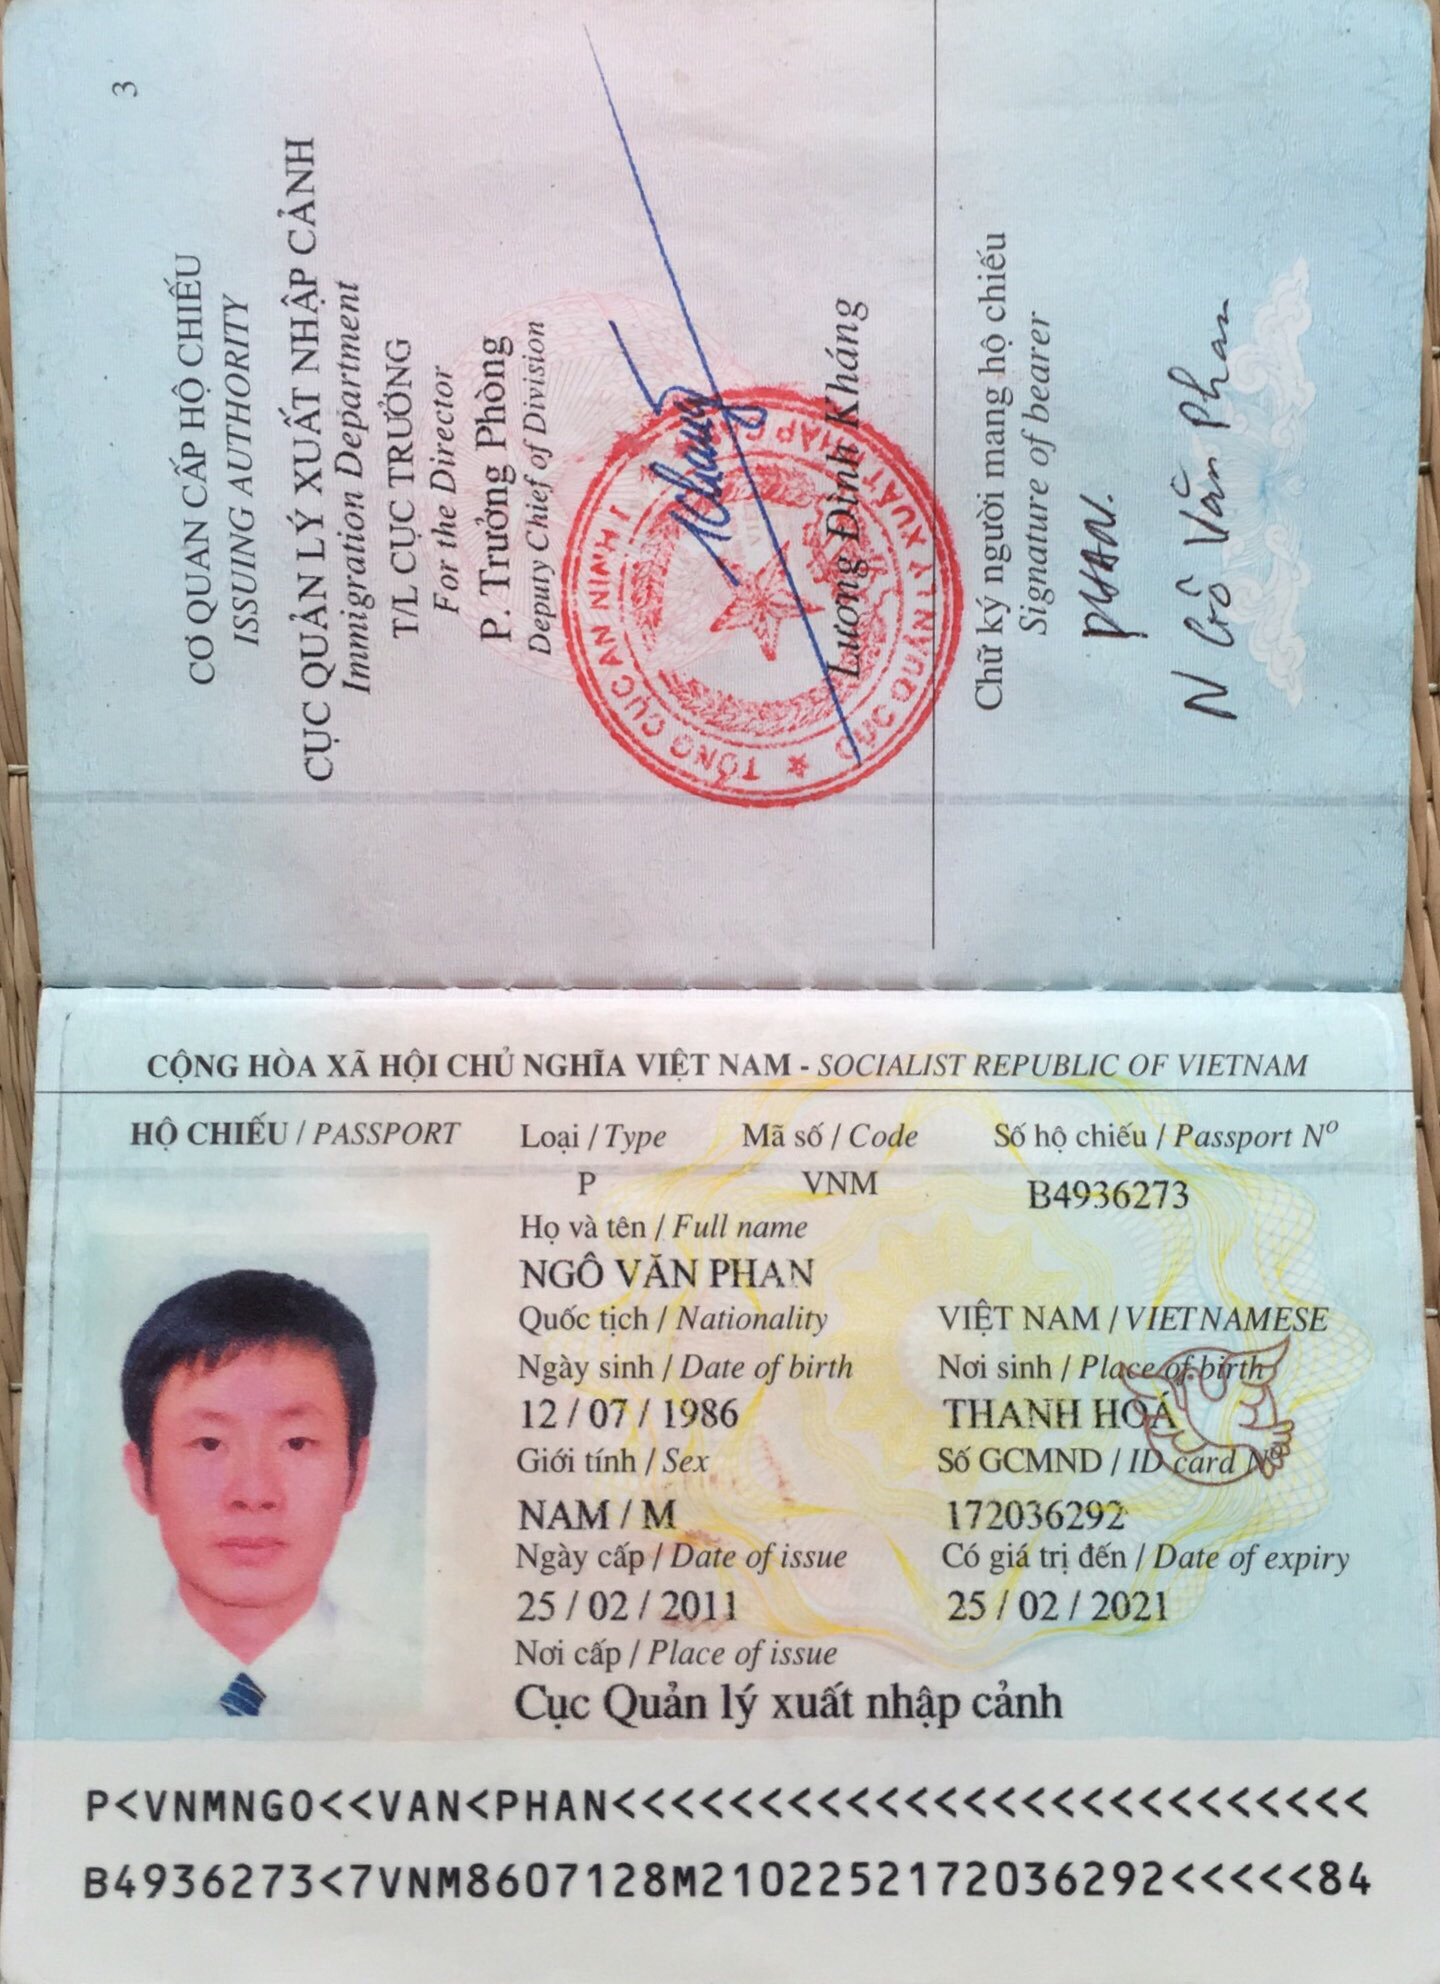 3
CƠ QUAN CẤP HỘ CHIẾU
ISSUING AUTHORITY
CỤC QUẢN LÝ XUẤT NHẬP CẢNH
Immigration Department
T/L CỤC TRƯỞNG
For the Director
P. Trưởng Phòng
Deputy Chief of Division
Khang
TỔNG CỤC AN NINH I
CỤC QUẢN LÝ XUẤT NHẬP CẢNH
Lương Đình Kháng
Chữ ký người mang hộ chiếu
Signature of bearer
PHAN.
Ngô Văn Phan
CỘNG HÒA XÃ HỘI CHỦ NGHĨA VIỆT NAM - SOCIALIST REPUBLIC OF VIETNAM
HỘ CHIẾU / PASSPORT Loại / Type Mã số / Code Số hộ chiếu / Passport Nº
P VNM B4936273
Họ và tên / Full name
NGÔ VĂN PHAN
Quốc tịch / Nationality VIỆT NAM / VIETNAMESE
Ngày sinh / Date of birth Nơi sinh / Place of birth
12 / 07 / 1986 THANH HOÁ
Giới tính / Sex Số GCMND / ID card Nº
NAM / M 172036292
Ngày cấp / Date of issue Có giá trị đến / Date of expiry
25 / 02 / 2011 25 / 02 / 2021
Nơi cấp / Place of issue
Cục Quản lý xuất nhập cảnh
P<VNMNGO<<VAN<PHAN<<<<<<<<<<<<<<<<<<<<<<<<<<
B4936273<7VNM8607128M2102252172036292<<<<<84